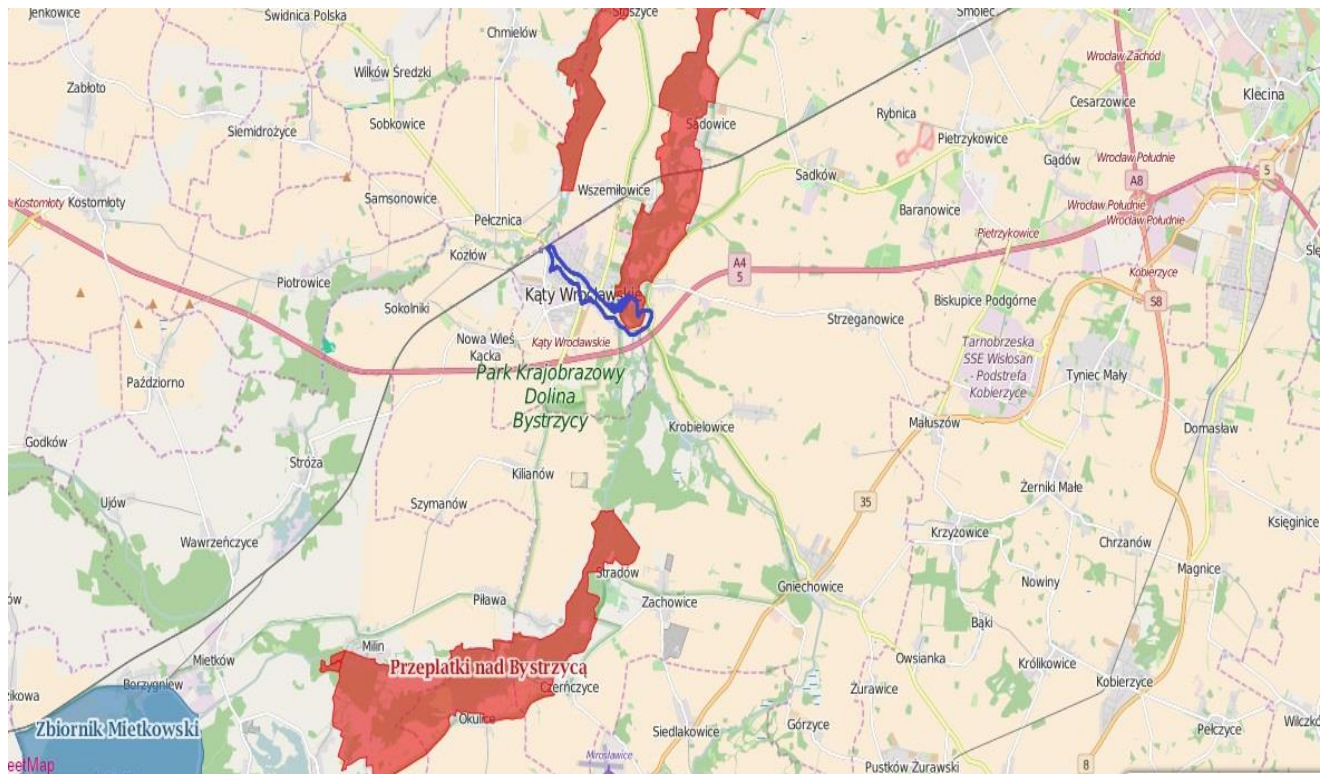 Jenkowice
Świdnica Polska
Stoszyce
Smolec
Chmielów
Wrocław Zachód
Zabłoto
Wilków Średzki
Klecina
Cesarzowice
Rybnica
Siemidrożyce
Sobkowice
Sadowice
Pietrzykowice
Gądów
Wrocław Południe
5
Sadków
A8
Wszemiłowice
Kostomłoty
Kostomłoty
Samsonowice
Wrocław Południe
Baranowice
Wrocław Południe
Pełcznica
Pietrzykowice
Kozłów
A4
5
Kobierzyce
Piotrowice
Kąty Wrocławskie
Biskupice Podgórne
S8
Sokolniki
Strzeganowice
Nowa Wieś
Kącka
Kąty Wrocławskie
Tarnobrzeska
SSE Wisłosan
- Podstrefa
Kobierzyce
Park Krajobrazowy
Dolina
Bystrzycy
Tyniec Mały
Paździorno
Małuszów
Krobielowice
Domasław
Godków
Stróża
Kilianów
Żerniki Małe
Ujów
Szymanów
35
Księginice
Wawrzeńczyce
Krzyżowice
Chrzanów
Magnice
Stradów
Gniechowice
Nowiny
Piława
Zachowice
Bąki
Milin
Owsianka
Mietków
Przeplatki nad Bystrzycą
Królikowice
Kobierzyce
Borzygniew
Czerńczyce
Żurawice
Zbiornik Mietkowski
Okulice
Siedlakowice
Górzyce
Pełczyce
Mirosławice
Pustków Żurawski
8
eetMap